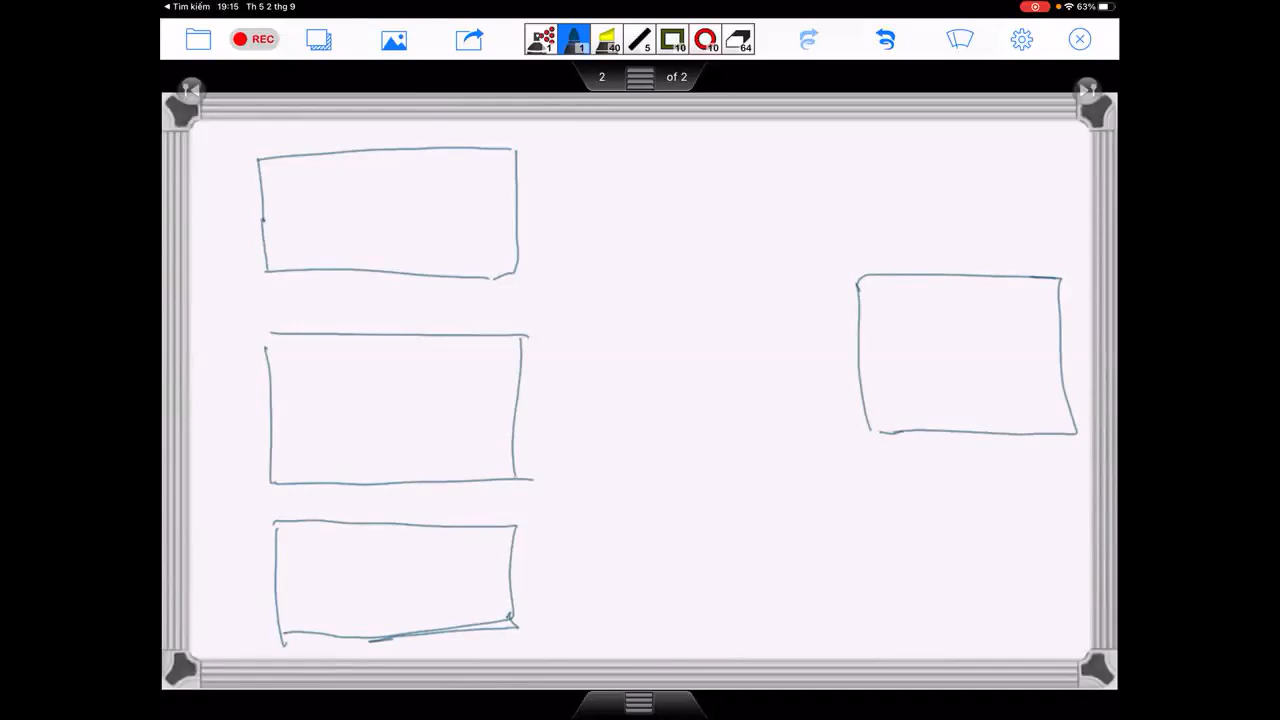 ◀ Tìm kiếm 19:15 Th 5 2 thg 9 63%
REC 1 1 40 5 10 10 64
2 of 2